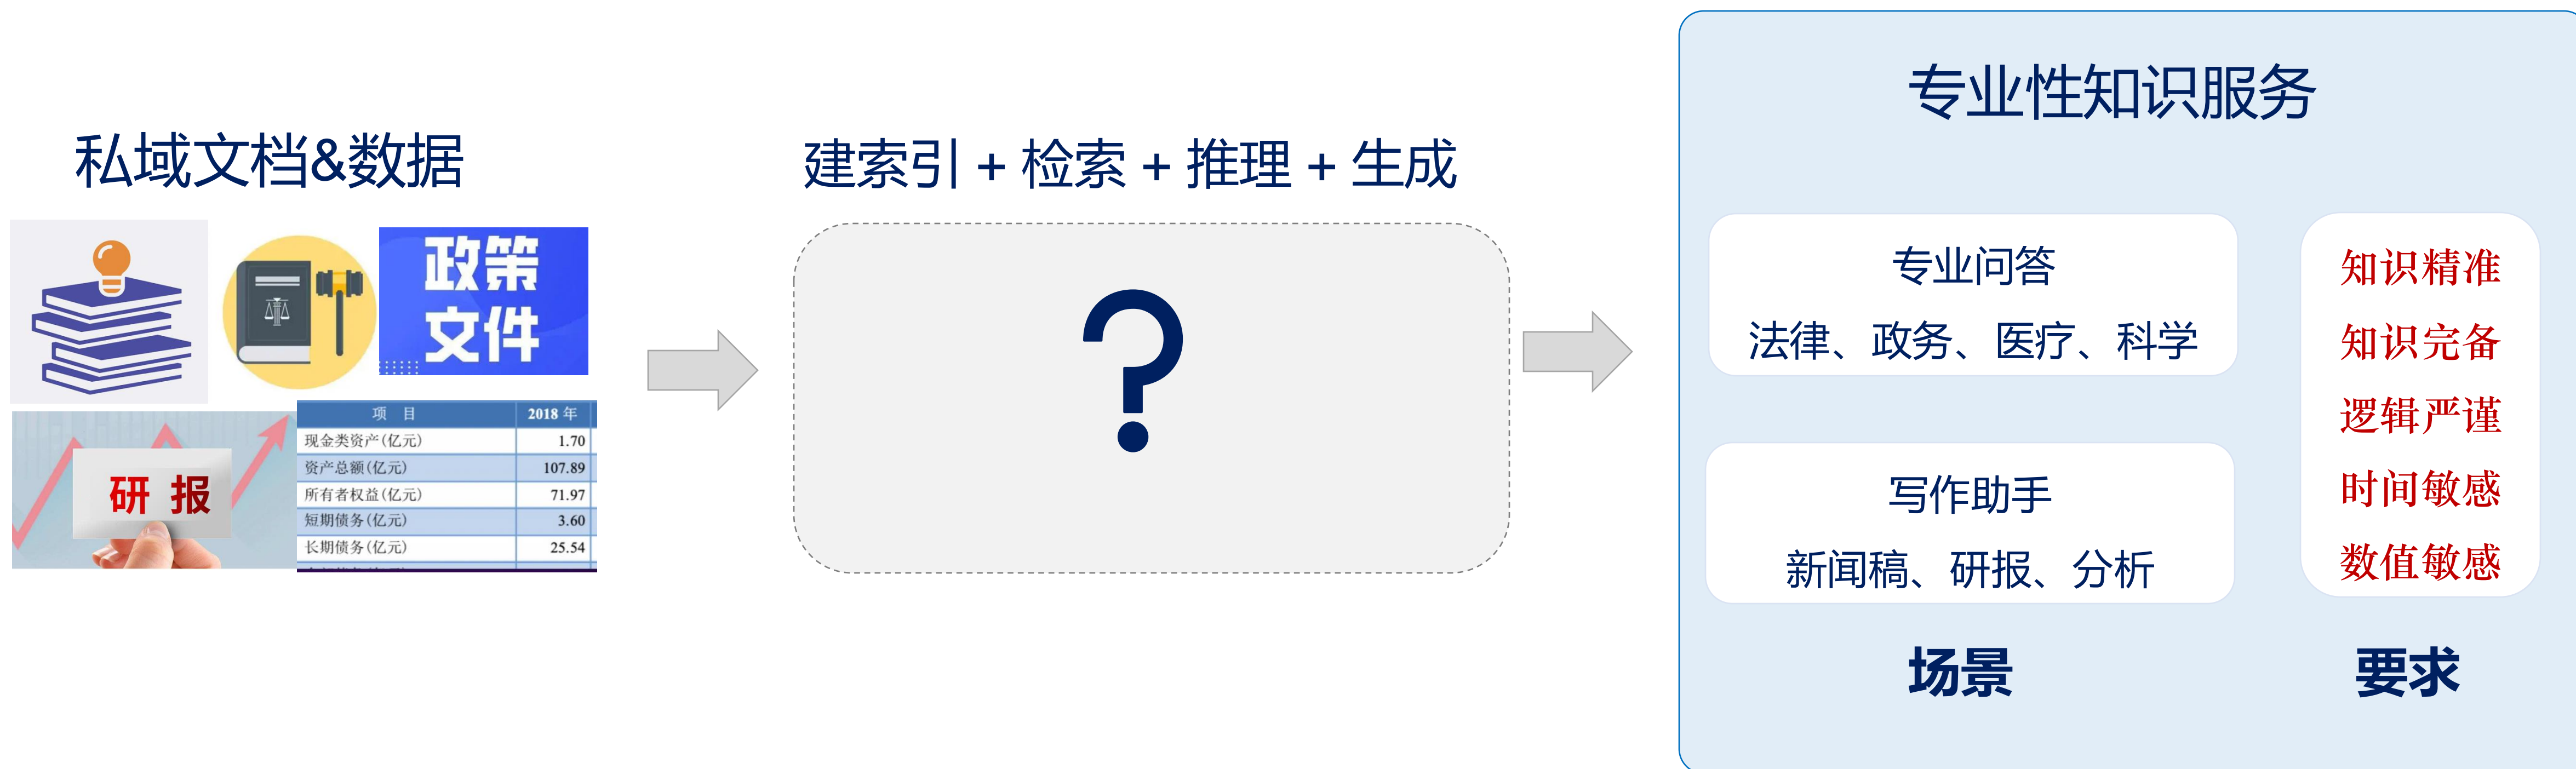 私域文档&数据
政策
文件
研 报
项 目 2018 年
现金类资产(亿元) 1.70
资产总额(亿元) 107.89
所有者权益(亿元) 71.97
短期债务(亿元) 3.60
长期债务(亿元) 25.54
建索引 + 检索 + 推理 + 生成
?
专业性知识服务
专业问答
法律、政务、医疗、科学
写作助手
新闻稿、研报、分析
场景
知识精准
知识完备
逻辑严谨
时间敏感
数值敏感
要求